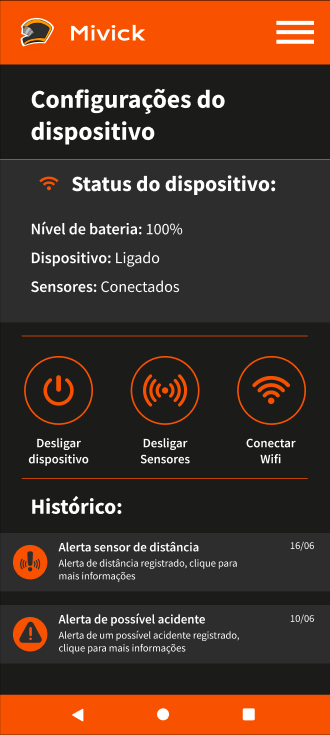 Mivick
Configurações do
dispositivo
Status do dispositivo:
Nível de bateria: 100%
Dispositivo: Ligado
Sensores: Conectados
Desligar
dispositivo
Desligar
Sensores
Conectar
Wifi
Histórico:
Alerta sensor de distância
16/06
Alerta de distância registrado, clique para
mais informações
Alerta de possível acidente
10/06
Alerta de um possível acidente registrado,
clique para mais informações